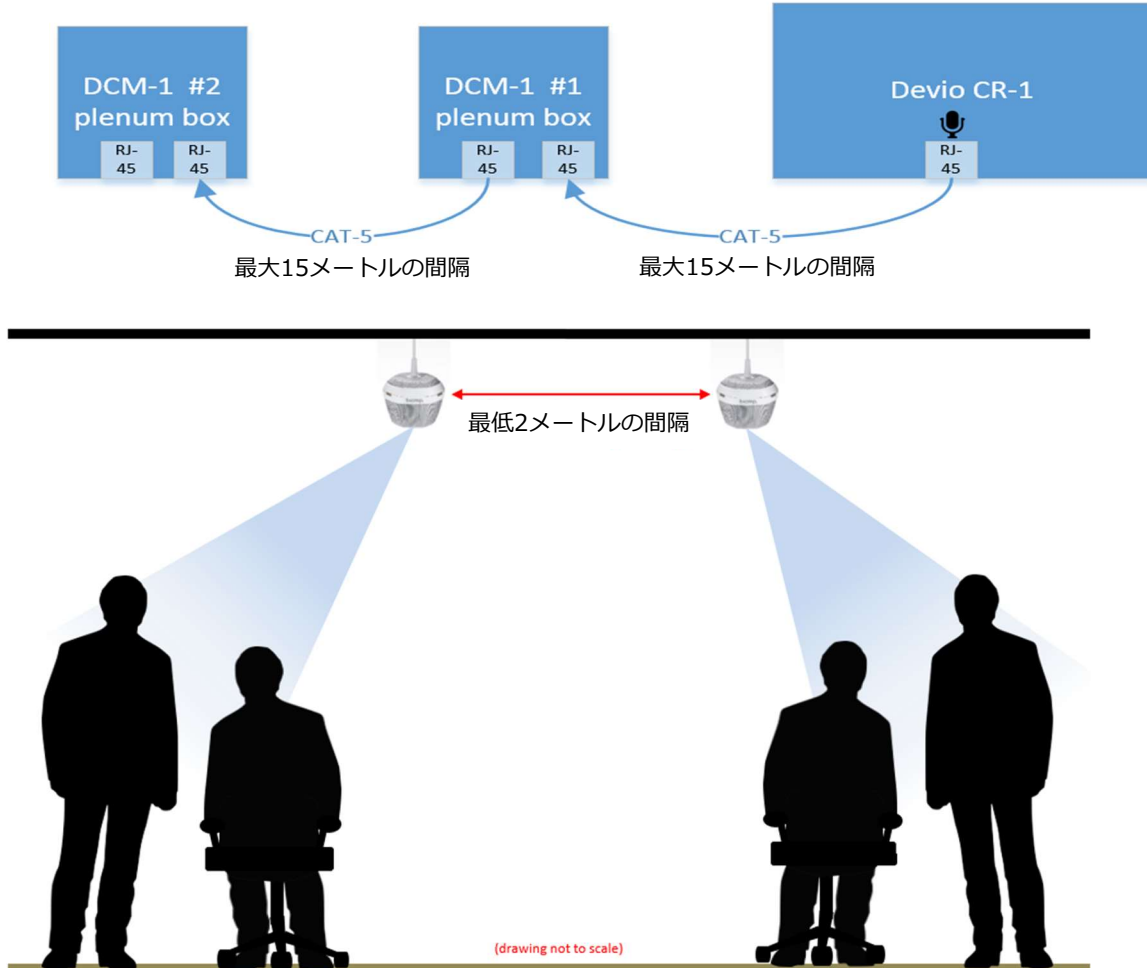 DCM-1 #2
plenum box
RJ-
45
RJ-
45
DCM-1 #1
plenum box
RJ-
45
RJ-
45
Devio CR-1
RJ-
45
CAT-5
最大15メートルの間隔
CAT-5
最大15メートルの間隔
最低2メートルの間隔
(drawing not to scale)